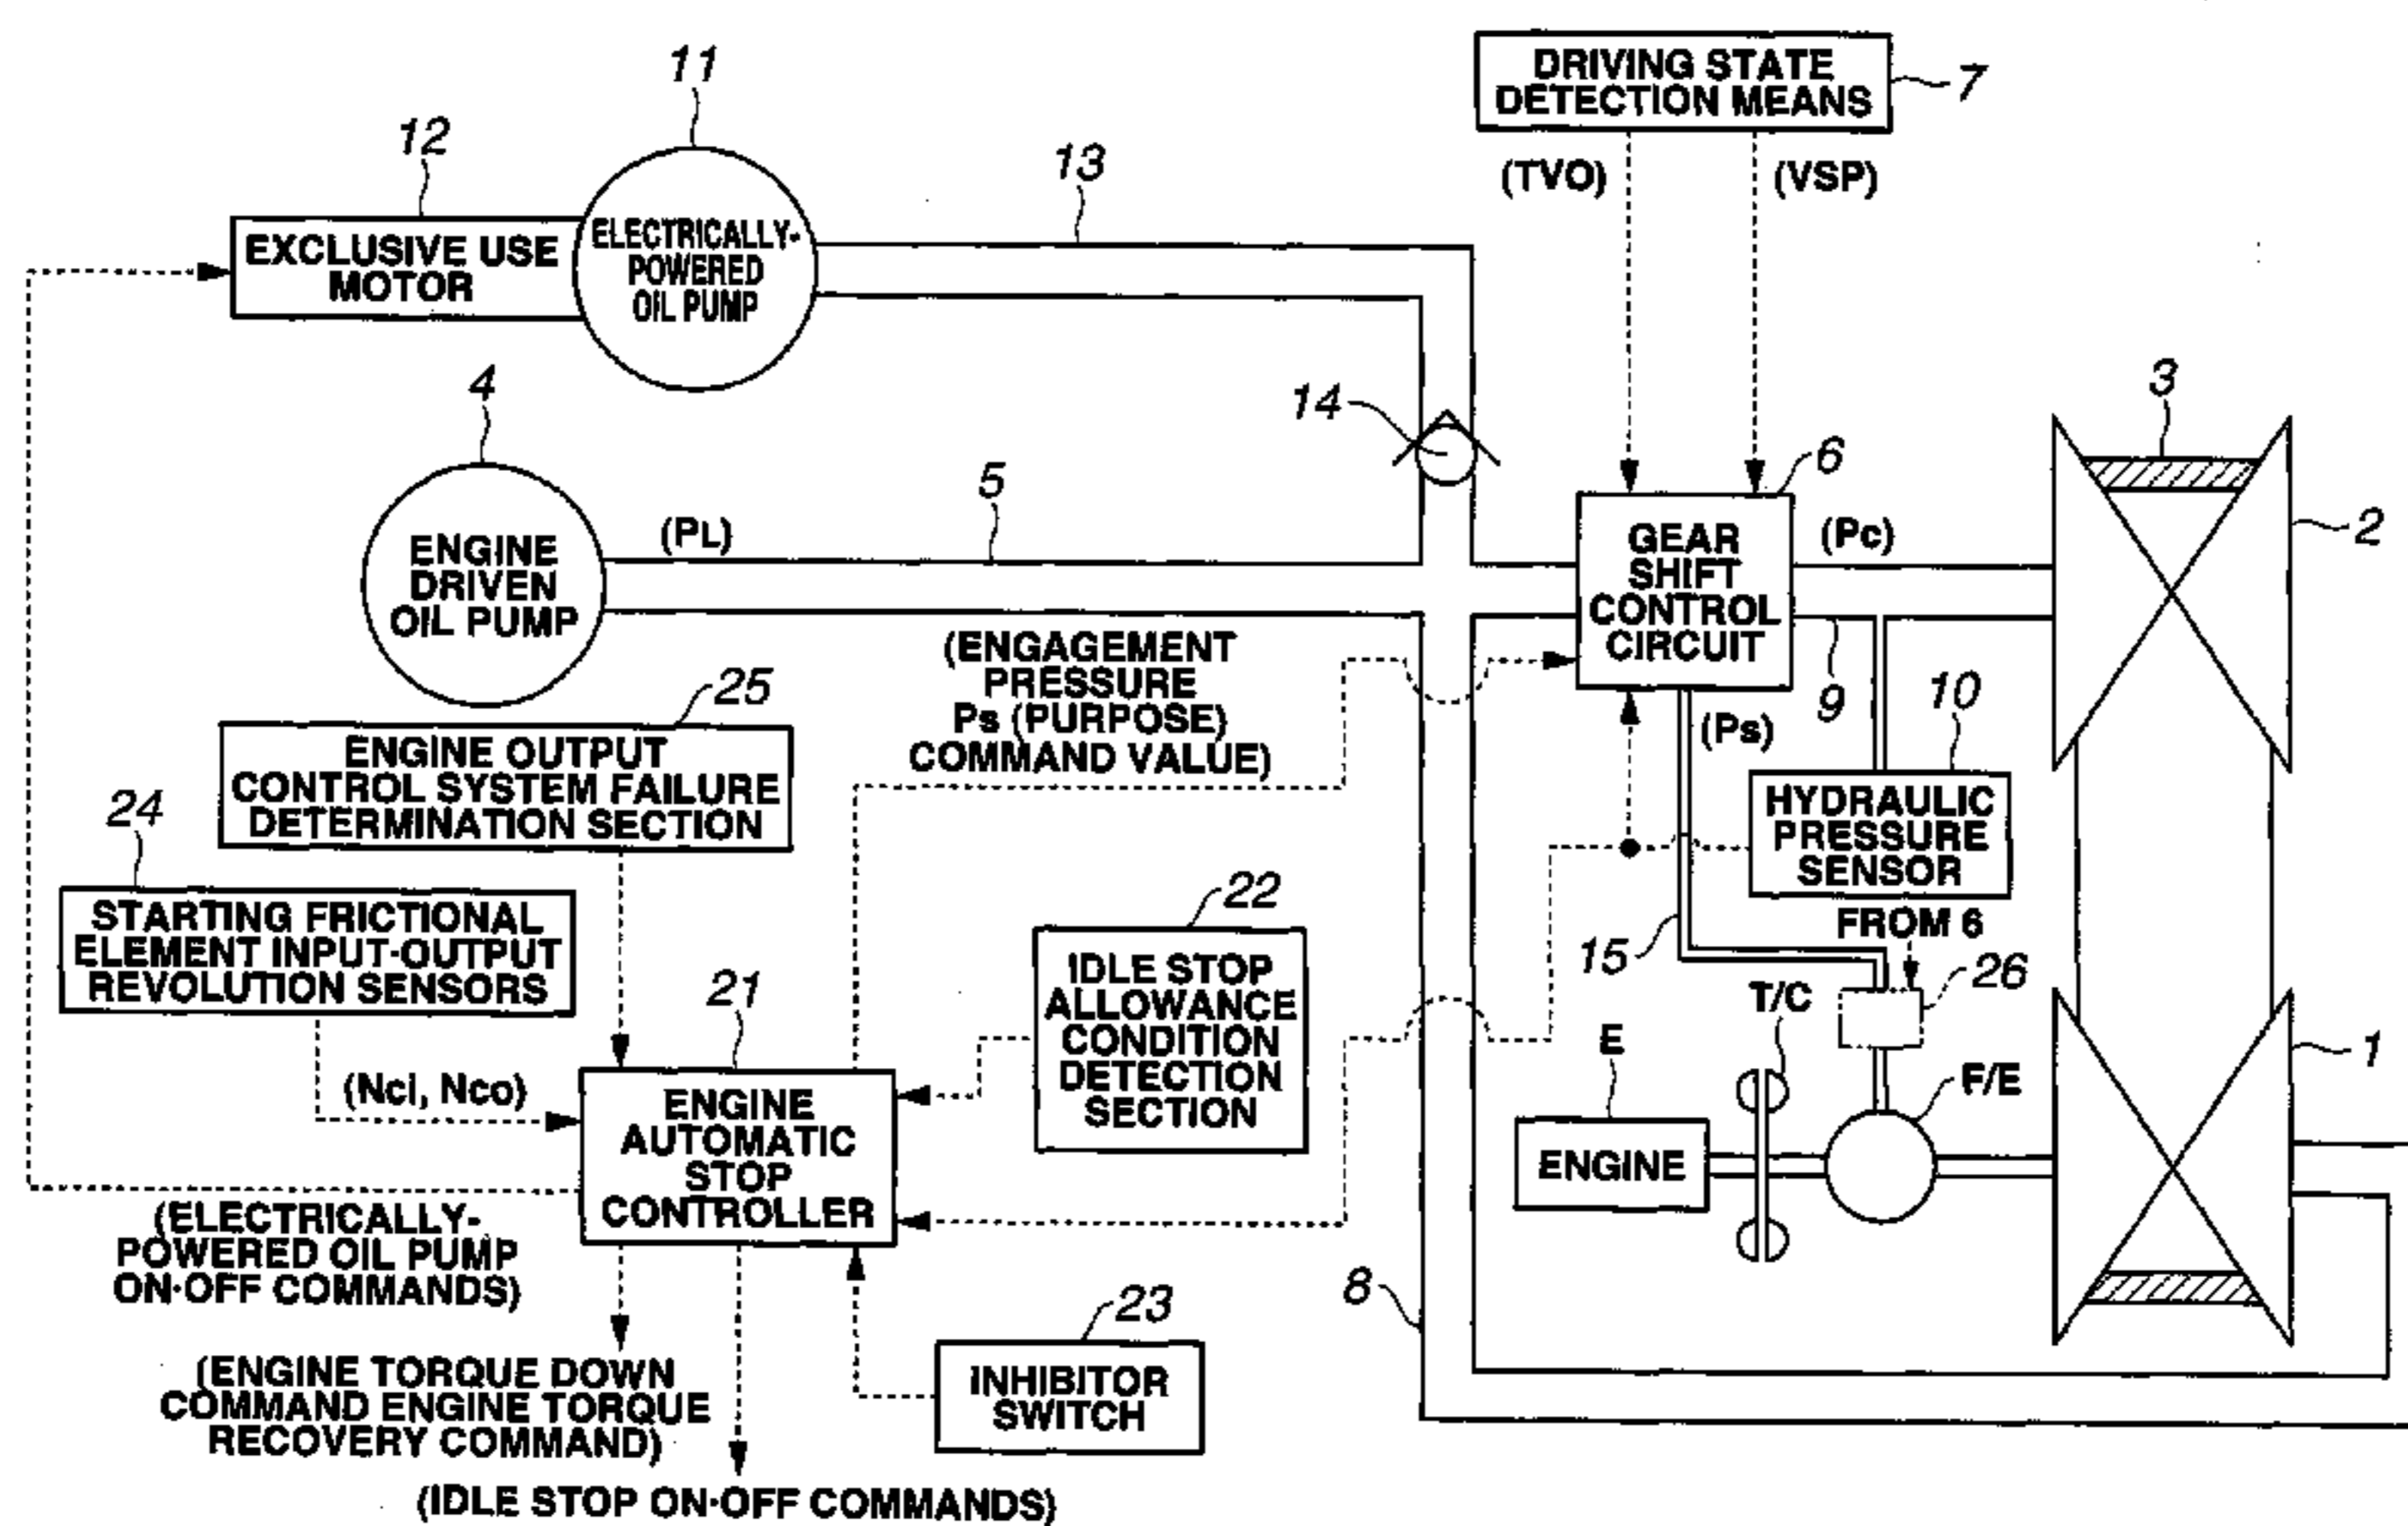 11
12
13
EXCLUSIVE USE
MOTOR
ELECTRICALLY-
POWERED
OIL PUMP
DRIVING STATE
DETECTION MEANS
7
(TVO)
(VSP)
4
14
3
5
6
2
(PL)
ENGINE
DRIVEN
OIL PUMP
GEAR
SHIFT
CONTROL
CIRCUIT
(Pc)
(ENGAGEMENT
PRESSURE
Ps (PURPOSE)
COMMAND VALUE)
9
10
(Ps)
25
ENGINE OUTPUT
CONTROL SYSTEM FAILURE
DETERMINATION SECTION
HYDRAULIC
PRESSURE
SENSOR
24
STARTING FRICTIONAL
ELEMENT INPUT-OUTPUT
REVOLUTION SENSORS
22
IDLE STOP
ALLOWANCE
CONDITION
DETECTION
SECTION
15
FROM 6
26
T/C
21
(Nci, Nco)
ENGINE
AUTOMATIC
STOP
CONTROLLER
E
ENGINE
F/E
1
(ELECTRICALLY-
POWERED OIL PUMP
ON·OFF COMMANDS)
8
23
INHIBITOR
SWITCH
(ENGINE TORQUE DOWN
COMMAND ENGINE TORQUE
RECOVERY COMMAND)
(IDLE STOP ON·OFF COMMANDS)